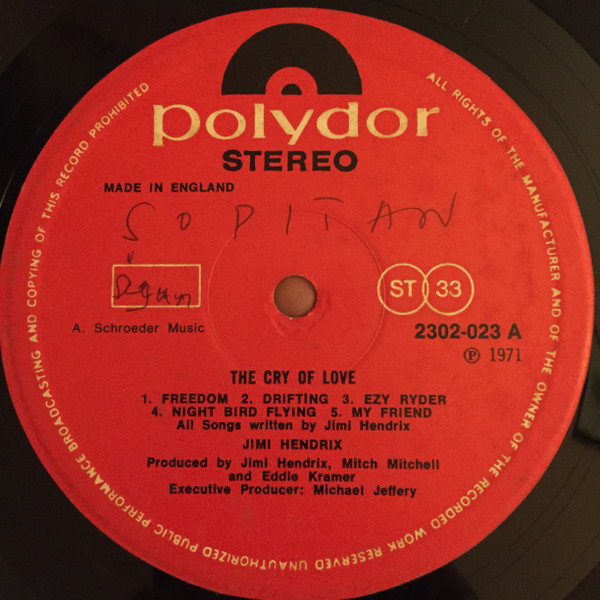 polydor
STEREO
MADE IN ENGLAND
SOPITAN
A. Schroeder Music
ST 33
2302-023 A
Ⓟ 1971
THE CRY OF LOVE
1. FREEDOM 2. DRIFTING 3. EZY RYDER
4. NIGHT BIRD FLYING 5. MY FRIEND
All Songs written by Jimi Hendrix
JIMI HENDRIX
Produced by Jimi Hendrix, Mitch Mitchell
and Eddie Kramer
Executive Producer: Michael Jeffery
ALL RIGHTS OF THE MANUFACTURER AND OF THE OWNER OF THE RECORDED WORK RESERVED UNAUTHORIZED PUBLIC PERFORMANCE BROADCASTING AND COPYING OF THIS RECORD PROHIBITED